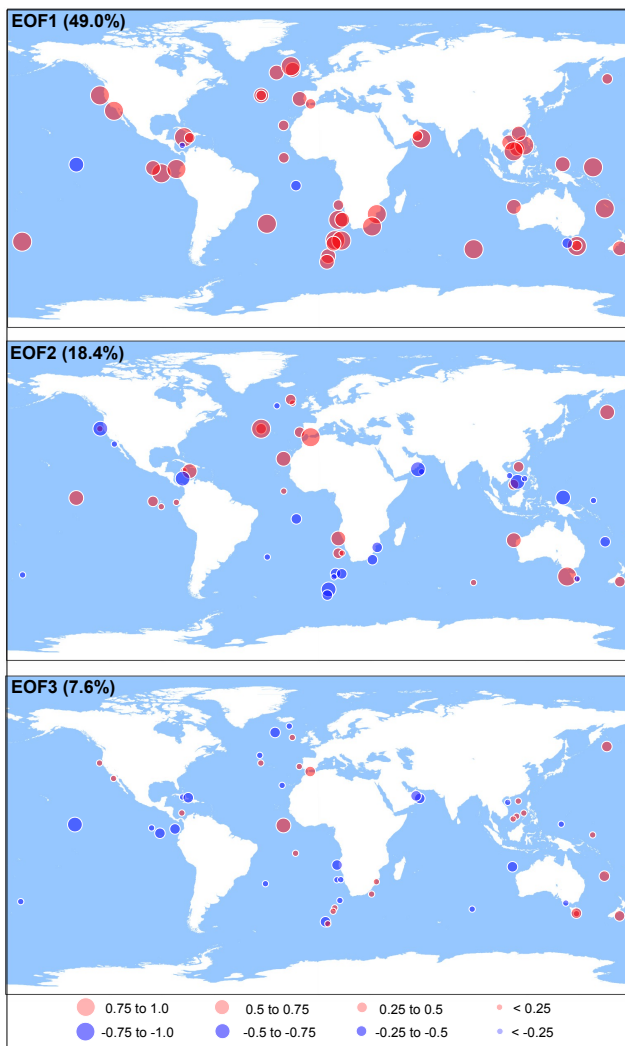 EOF1 (49.0%)
EOF2 (18.4%)
EOF3 (7.6%)
0.75 to 1.0 0.5 to 0.75 0.25 to 0.5 < 0.25
-0.75 to -1.0 -0.5 to -0.75 -0.25 to -0.5 < -0.25